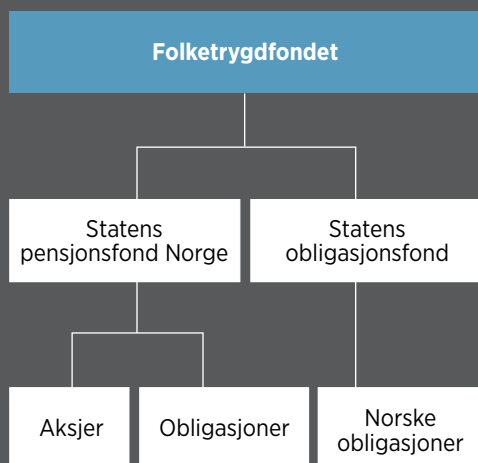 Folketrygdfondet
Statens
pensjonsfond Norge
Statens
obligasjonsfond
Aksjer
Obligasjoner
Norske
obligasjoner